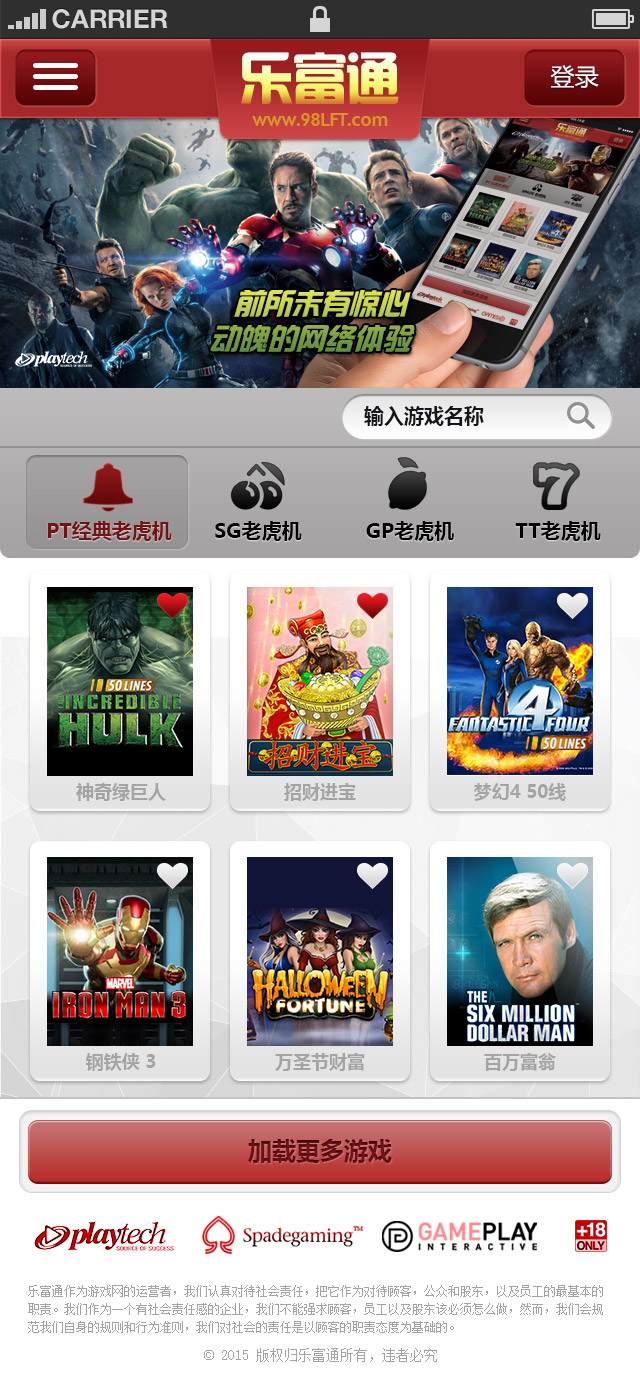 CARRIER
乐富通
登录
www.98LFT.com
乐富通
前所未有惊心
动魄的网络体验
playtech
SOURCE OF SUCCESS
输入游戏名称
PT经典老虎机
SG老虎机
GP老虎机
TT老虎机
50 LINES
THE INCREDIBLE
HULK
招财进宝
FANTASTIC 4 FOUR
50 LINES
神奇绿巨人
招财进宝
梦幻4 50线
MARVEL
IRON MAN 3
HALLOWEEN
FORTUNE
THE
SIX MILLION
DOLLAR MAN
钢铁侠 3
万圣节财富
百万富翁
加载更多游戏
playtech
SOURCE OF SUCCESS
Spadegaming™
GAMEPLAY
INTERACTIVE
+18
ONLY
乐富通作为游戏网的运营者，我们认真对待社会责任，把它作为对待顾客，公众和股东，以及员工的最基本的
职责。我们作为一个有社会责任感的企业，我们不能强求顾客，员工以及股东该必须怎么做，然而，我们会规
范我们自身的规则和行为准则，我们对社会的责任是以顾客的职责态度为基础的。
© 2015 版权归乐富通所有，违者必究